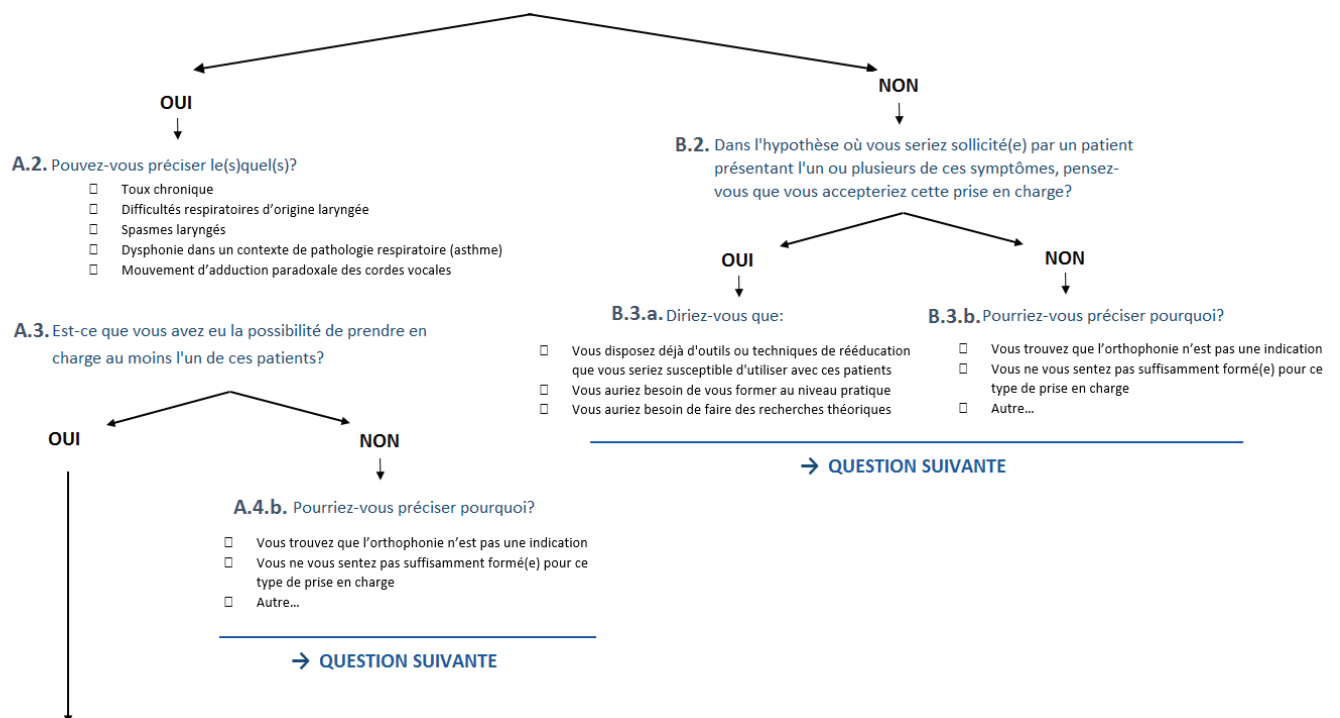 OUI
NON
A.2. Pouvez-vous préciser le(s)quel(s)?
☐ Toux chronique
☐ Difficultés respiratoires d’origine laryngée
☐ Spasmes laryngés
☐ Dysphonie dans un contexte de pathologie respiratoire (asthme)
☐ Mouvement d’adduction paradoxale des cordes vocales
A.3. Est-ce que vous avez eu la possibilité de prendre en
charge au moins l'un de ces patients?
OUI
NON
A.4.b. Pourriez-vous préciser pourquoi?
☐ Vous trouvez que l’orthophonie n’est pas une indication
☐ Vous ne vous sentez pas suffisamment formé(e) pour ce
type de prise en charge
☐ Autre…
→ QUESTION SUIVANTE
B.2. Dans l'hypothèse où vous seriez sollicité(e) par un patient
présentant l'un ou plusieurs de ces symptômes, pensez-
vous que vous accepteriez cette prise en charge?
OUI
NON
B.3.a. Diriez-vous que:
☐ Vous disposez déjà d'outils ou techniques de rééducation
que vous seriez susceptible d'utiliser avec ces patients
☐ Vous auriez besoin de vous former au niveau pratique
☐ Vous auriez besoin de faire des recherches théoriques
B.3.b. Pourriez-vous préciser pourquoi?
☐ Vous trouvez que l’orthophonie n’est pas une indication
☐ Vous ne vous sentez pas suffisamment formé(e) pour ce
type de prise en charge
☐ Autre…
→ QUESTION SUIVANTE